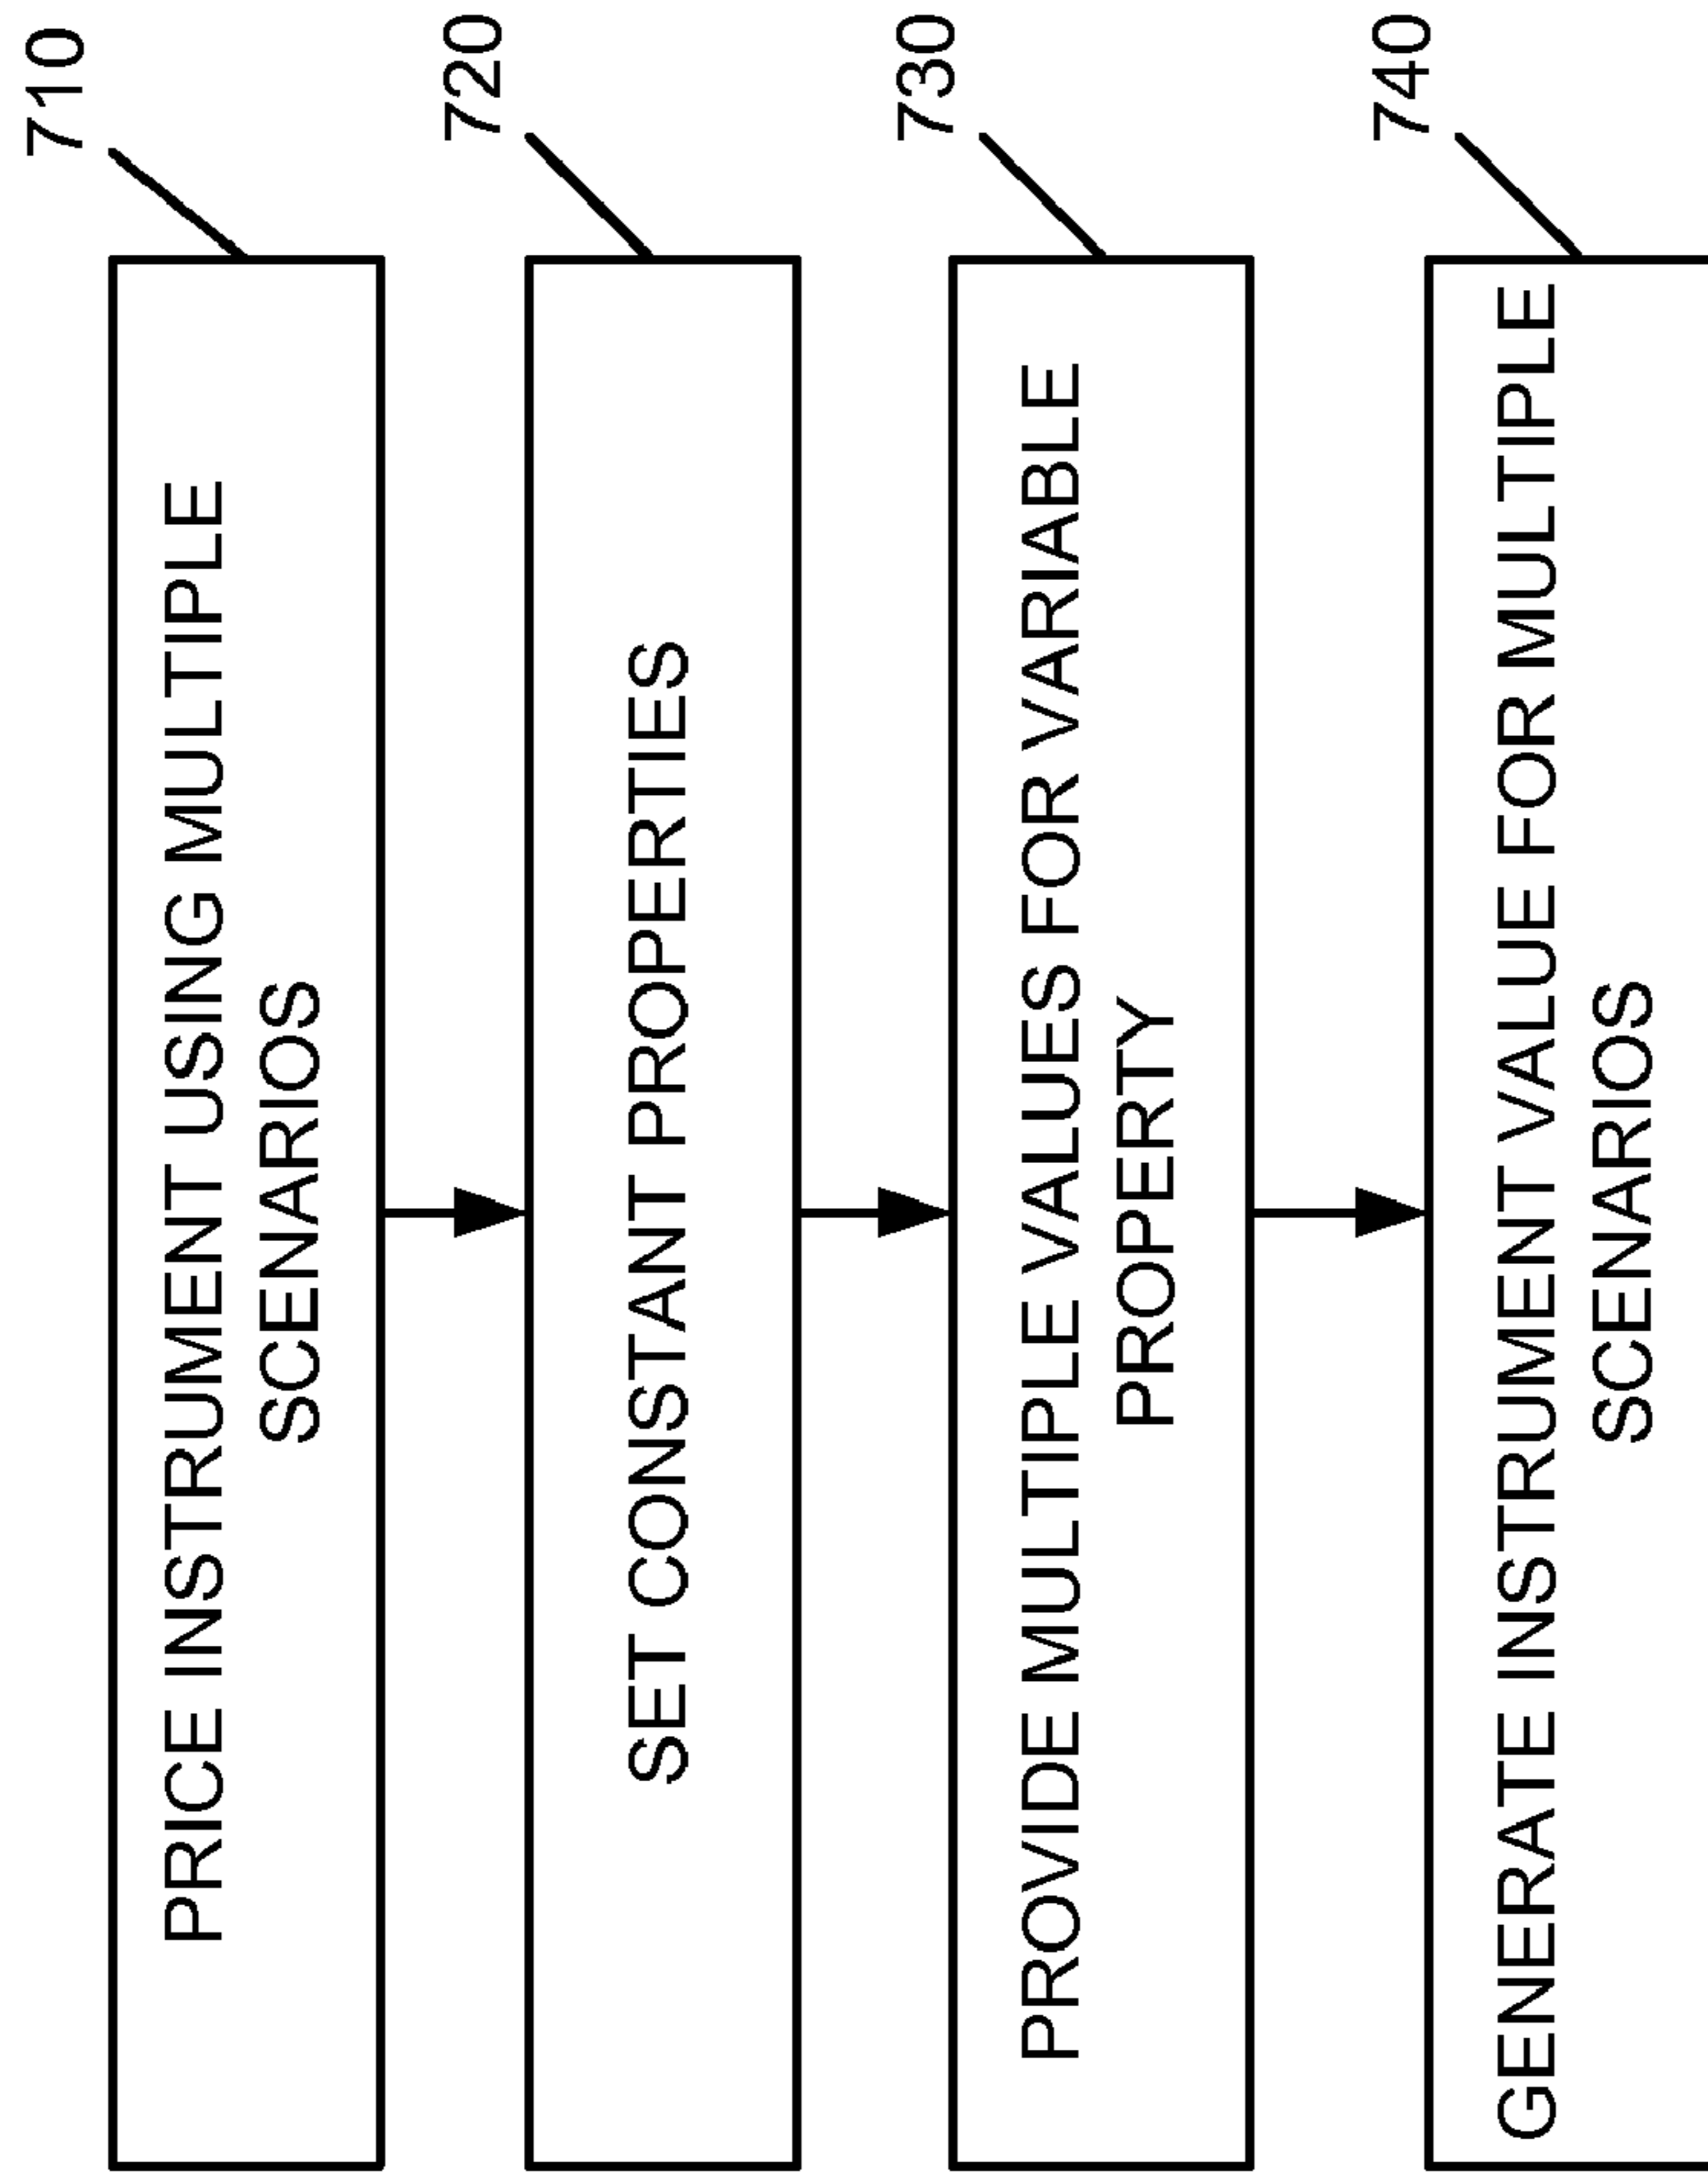 710
PRICE INSTRUMENT USING MULTIPLE
SCENARIOS
720
SET CONSTANT PROPERTIES
730
PROVIDE MULTIPLE VALUES FOR VARIABLE
PROPERTY
740
GENERATE INSTRUMENT VALUE FOR MULTIPLE
SCENARIOS